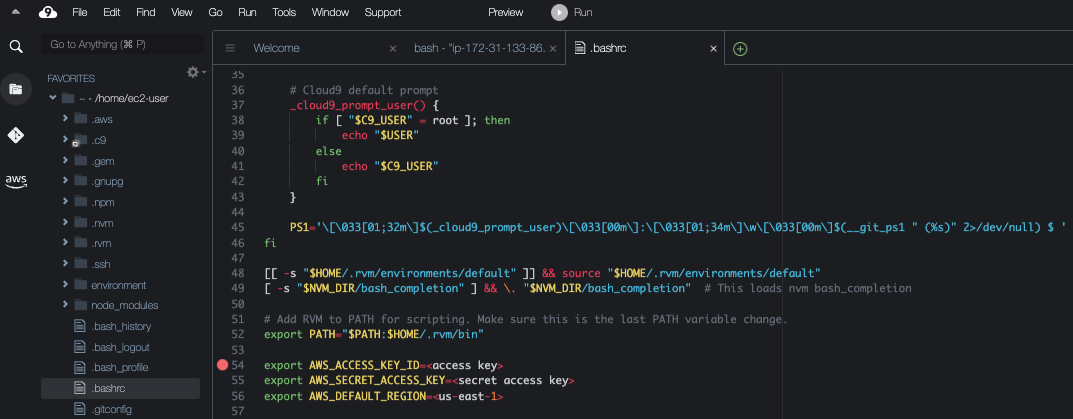 File Edit Find View Go Run Tools Window Support Preview Run
Go to Anything (⌘ P)
Welcome × bash - "ip-172-31-133-86. × .bashrc ×
FAVORITES
~ - /home/ec2-user
.aws
.c9
.gem
.gnupg
.npm
.nvm
.rvm
.ssh
environment
node_modules
.bash_history
.bash_logout
.bash_profile
.bashrc
.gitconfig
aws
35
36 # Cloud9 default prompt
37 _cloud9_prompt_user() {
38 if [ "$C9_USER" = root ]; then
39 echo "$USER"
40 else
41 echo "$C9_USER"
42 fi
43 }
44
45 PS1='\[\033[01;32m\]$(_cloud9_prompt_user)\[\033[00m\]:\[\033[01;34m\]\w\[\033[00m\]$(__git_ps1 " (%s)" 2>/dev/null) $ '
46 fi
47
48 [[ -s "$HOME/.rvm/environments/default" ]] && source "$HOME/.rvm/environments/default"
49 [ -s "$NVM_DIR/bash_completion" ] && \. "$NVM_DIR/bash_completion" # This loads nvm bash_completion
50
51 # Add RVM to PATH for scripting. Make sure this is the last PATH variable change.
52 export PATH="$PATH:$HOME/.rvm/bin"
53
54 export AWS_ACCESS_KEY_ID=<access key>
55 export AWS_SECRET_ACCESS_KEY=<secret access key>
56 export AWS_DEFAULT_REGION=<us-east-1>
57